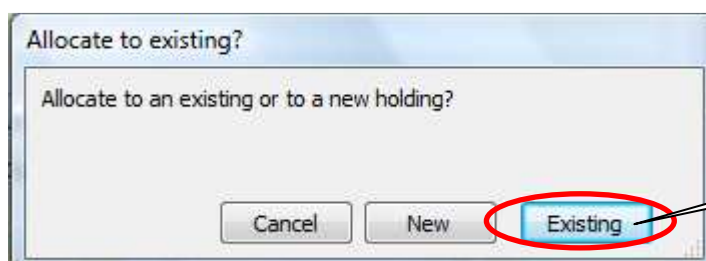 Allocate to existing?
Allocate to an existing or to a new holding?
Cancel New Existing